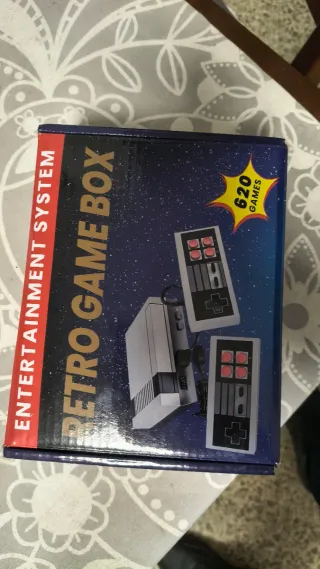 ENTERTAINMENT SYSTEM
RETRO GAME BOX
620
GAMES